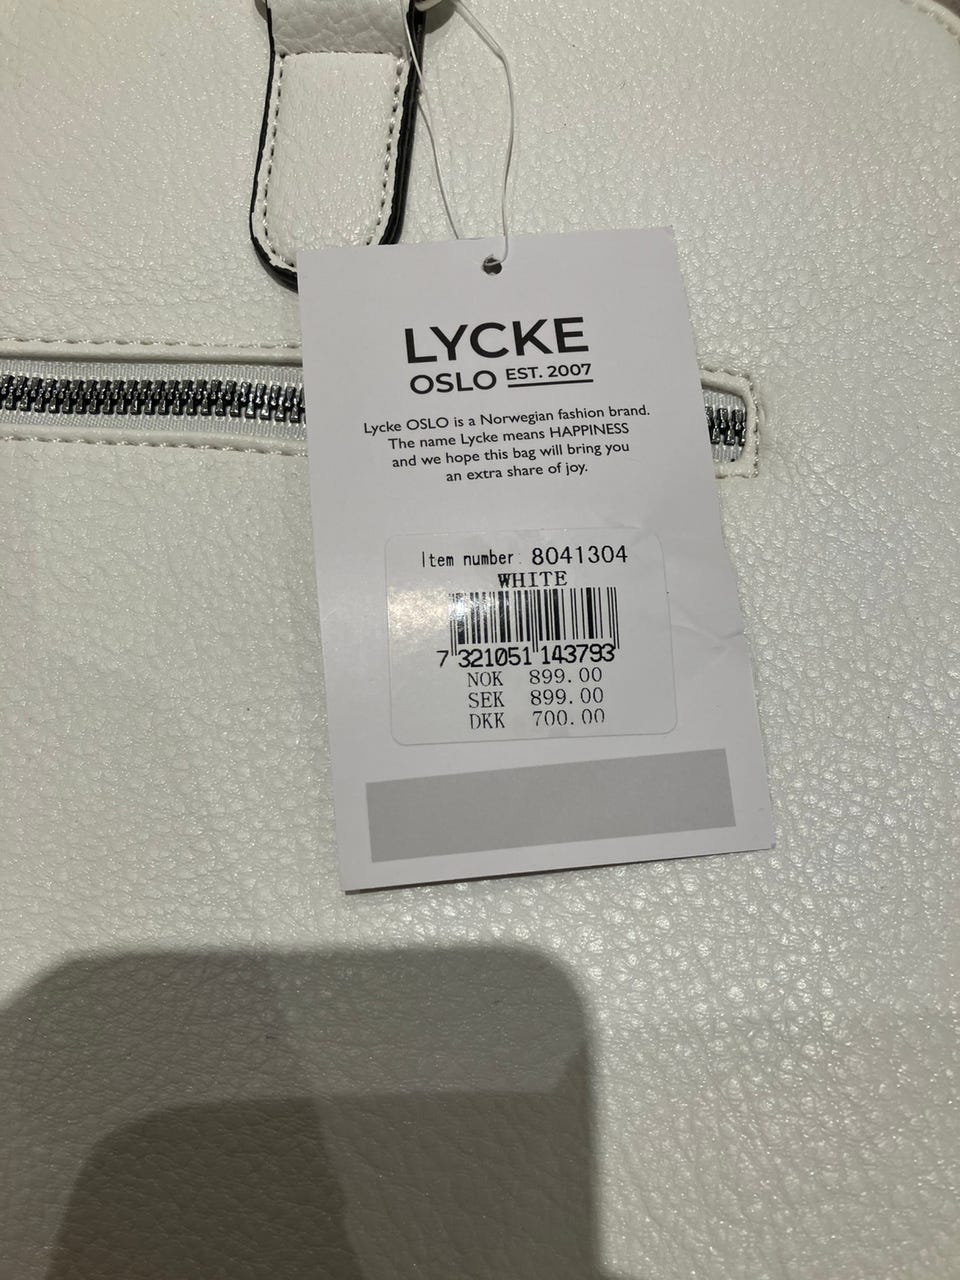 LYCKE
OSLO EST. 2007
Lycke OSLO is a Norwegian fashion brand.
The name Lycke means HAPPINESS
and we hope this bag will bring you
an extra share of joy.
Item number: 8041304
WHITE
7 321051 143793
NOK 899.00
SEK 899.00
DKK 700.00